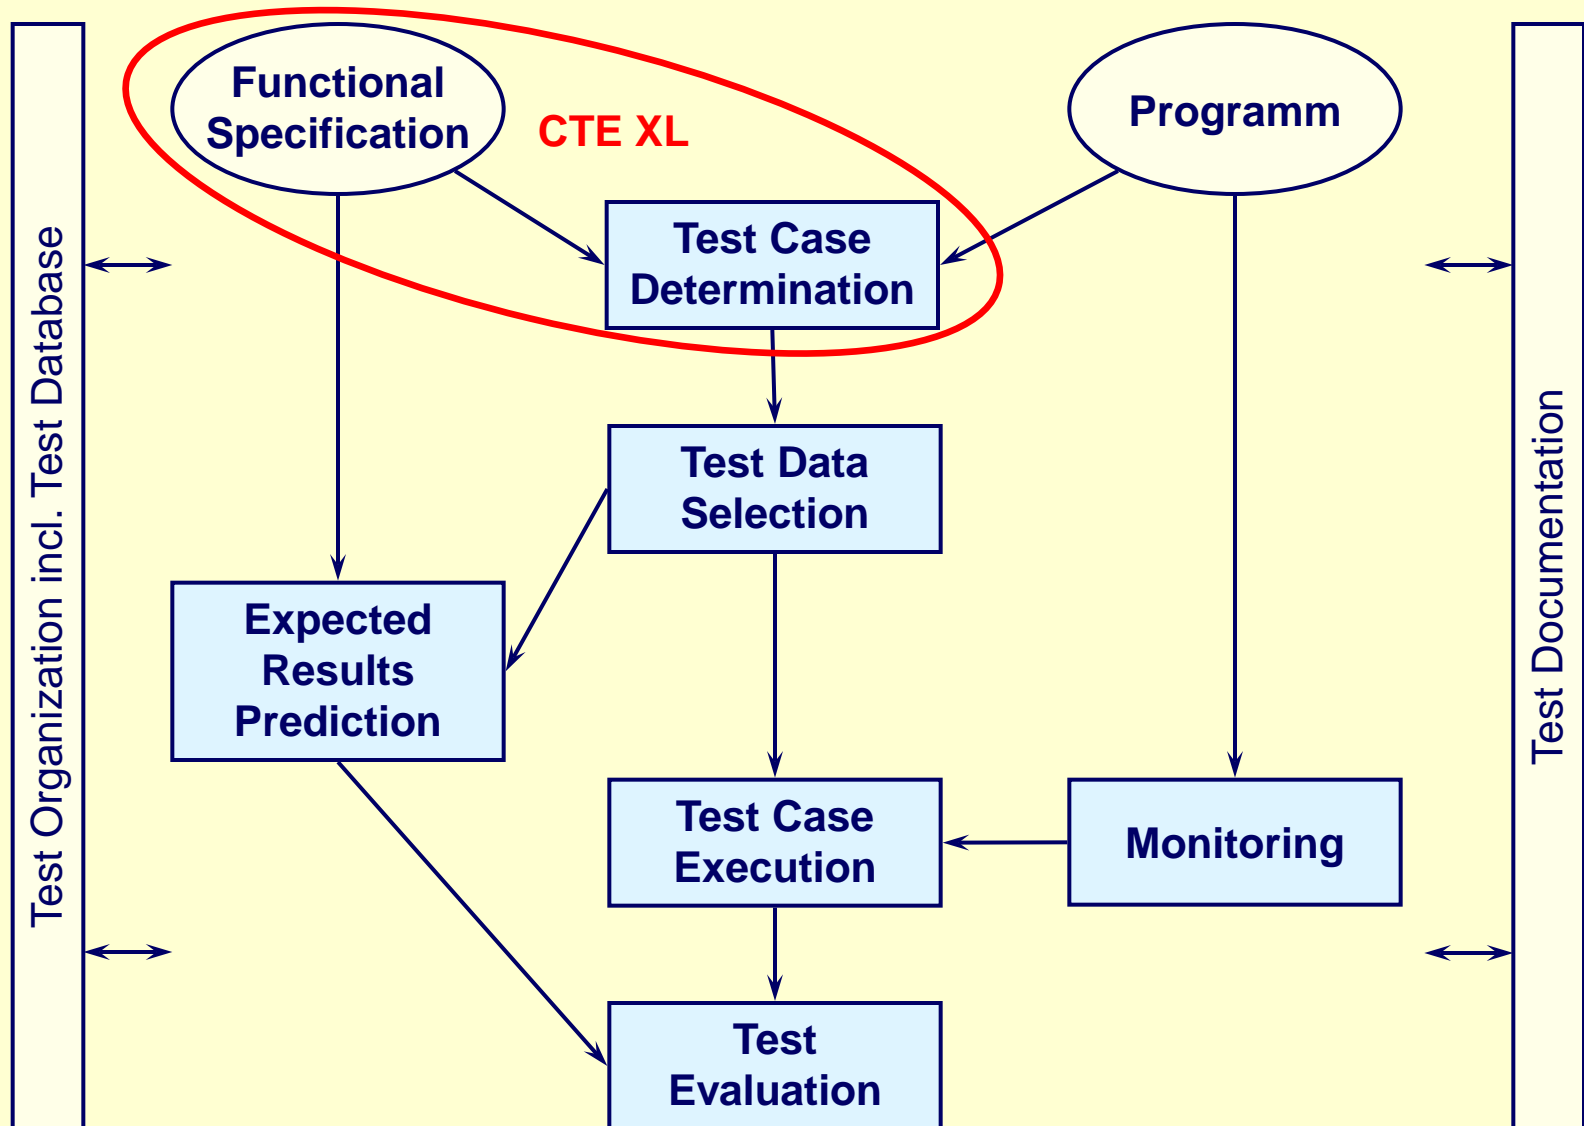 Functional
Specification
CTE XL
Programm
Test Case
Determination
Test Organization incl. Test Database
Test Documentation
Test Data
Selection
Expected
Results
Prediction
Test Case
Execution
Monitoring
Test
Evaluation